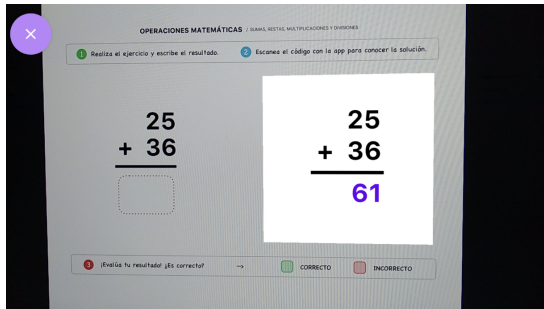 OPERACIONES MATEMÁTICAS / SUMAS, RESTAS, MULTIPLICACIONES Y DIVISIONES
1 Realiza el ejercicio y escribe el resultado.
2 Escanea el código con la app para conocer la solución.
25
+ 36
25
+ 36
61
3 ¡Evalúa tu resultado! ¿Es correcto? →
CORRECTO
INCORRECTO